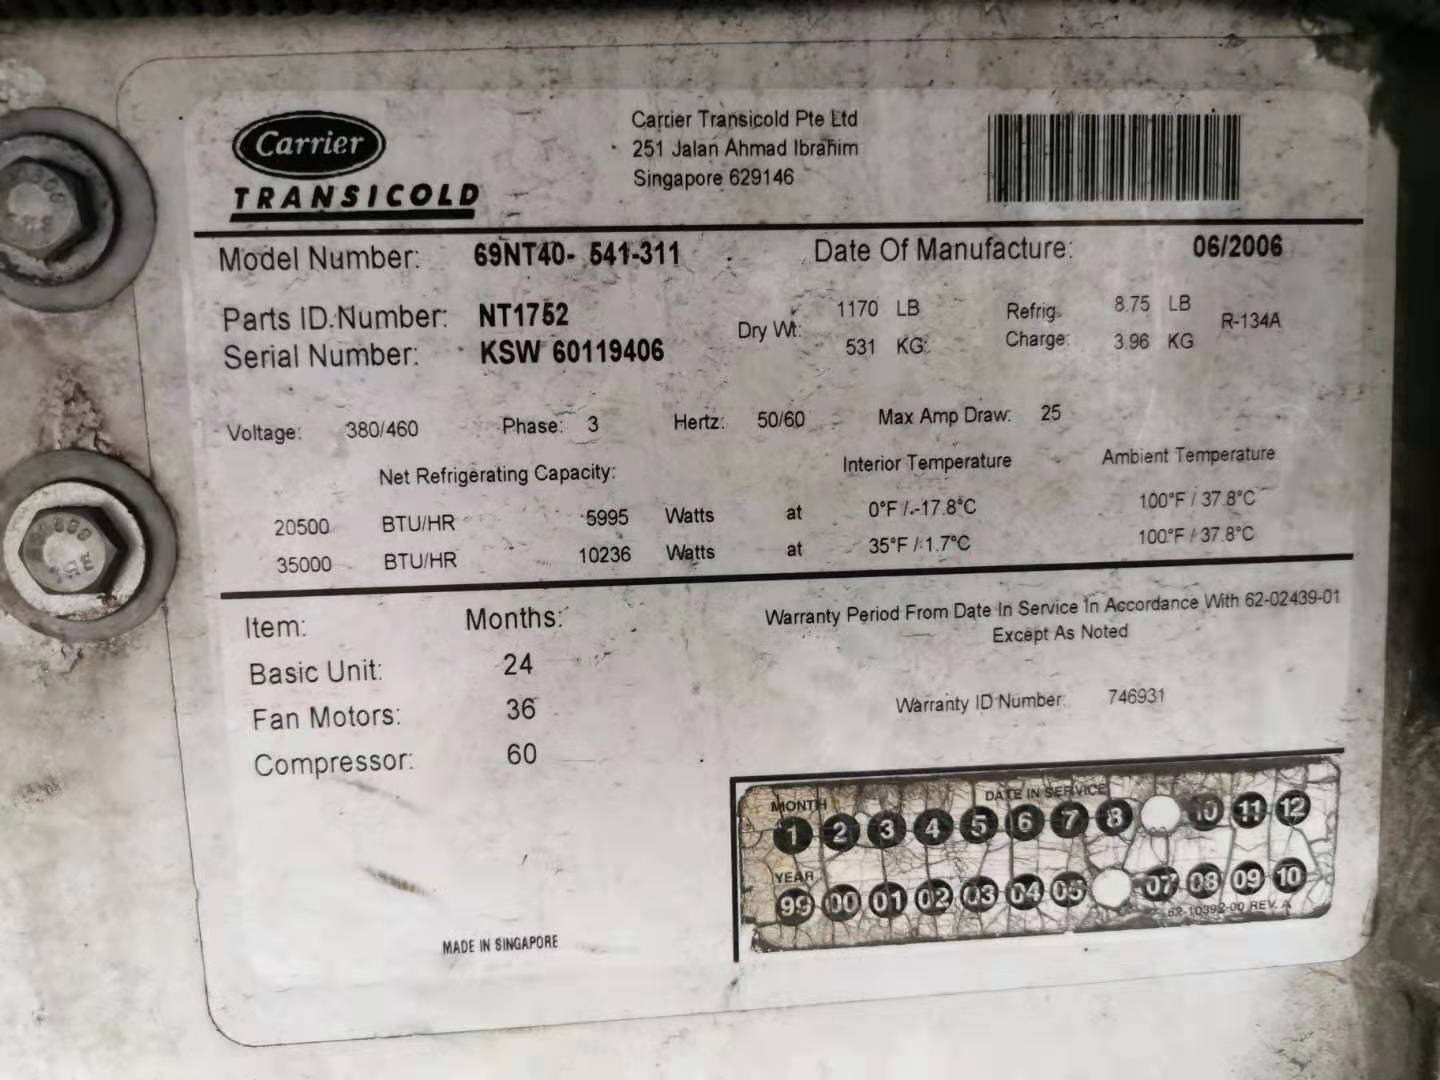 Carrier
TRANSICOLD
Carrier Transicold Pte Ltd
251 Jalan Ahmad Ibrahim
Singapore 629146
Model Number: 69NT40- 541-311 Date Of Manufacture: 06/2006
Parts ID.Number: NT1752
Serial Number: KSW 60119406
Dry Wt: 1170 LB
531 KG
Refrig. 8.75 LB
Charge: 3.96 KG
R-134A
Voltage: 380/460 Phase: 3 Hertz: 50/60 Max Amp Draw: 25
Net Refrigerating Capacity: Interior Temperature Ambient Temperature
20500 BTU/HR 5995 Watts at 0°F /-17.8°C 100°F / 37.8°C
35000 BTU/HR 10236 Watts at 35°F / 1.7°C 100°F / 37.8°C
Item: Months:
Basic Unit: 24
Fan Motors: 36
Compressor: 60
Warranty Period From Date In Service In Accordance With 62-02439-01
Except As Noted
Warranty ID Number: 746931
DATE IN SERVICE
MONTH
1 2 3 4 5 6 7 8 10 11 12
YEAR
99 00 01 02 03 04 05 07 08 09 10
62-10392-00 REV. A
MADE IN SINGAPORE